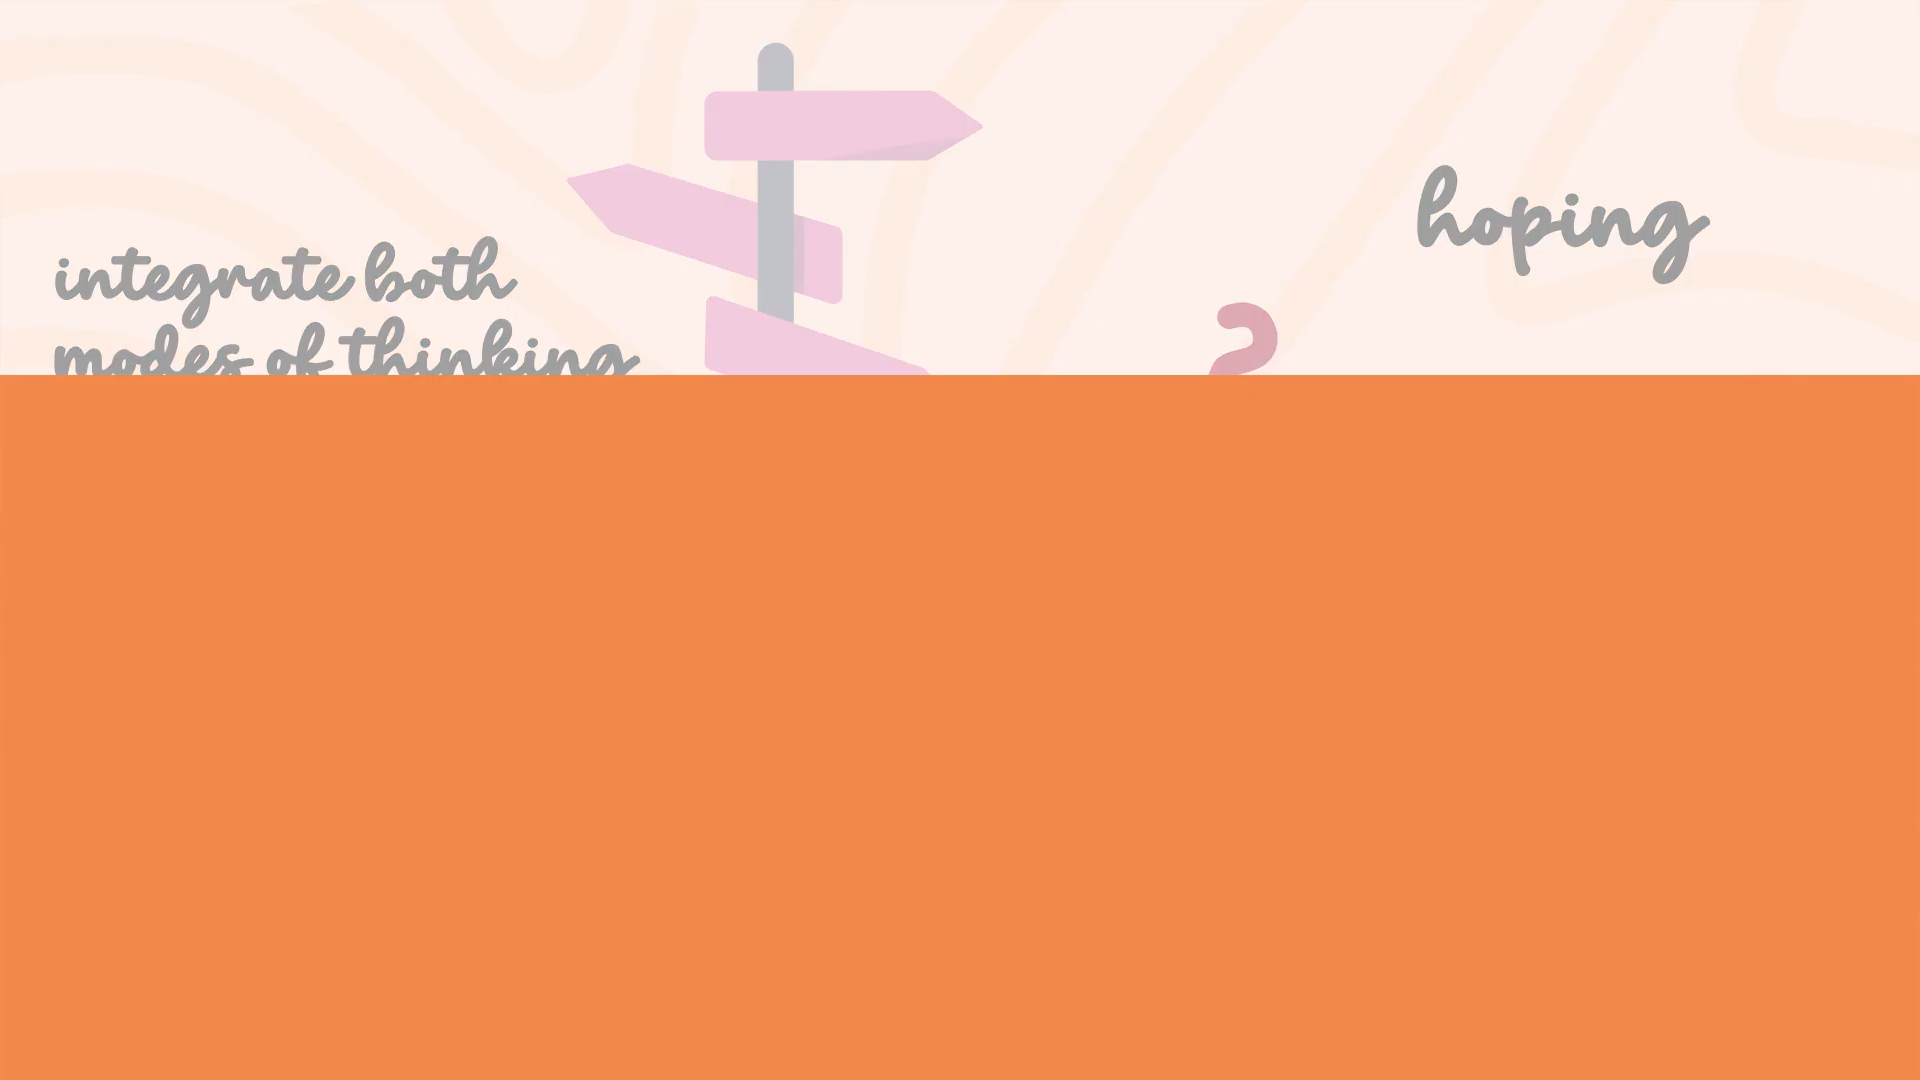 hoping
integrate both
modes of thinking